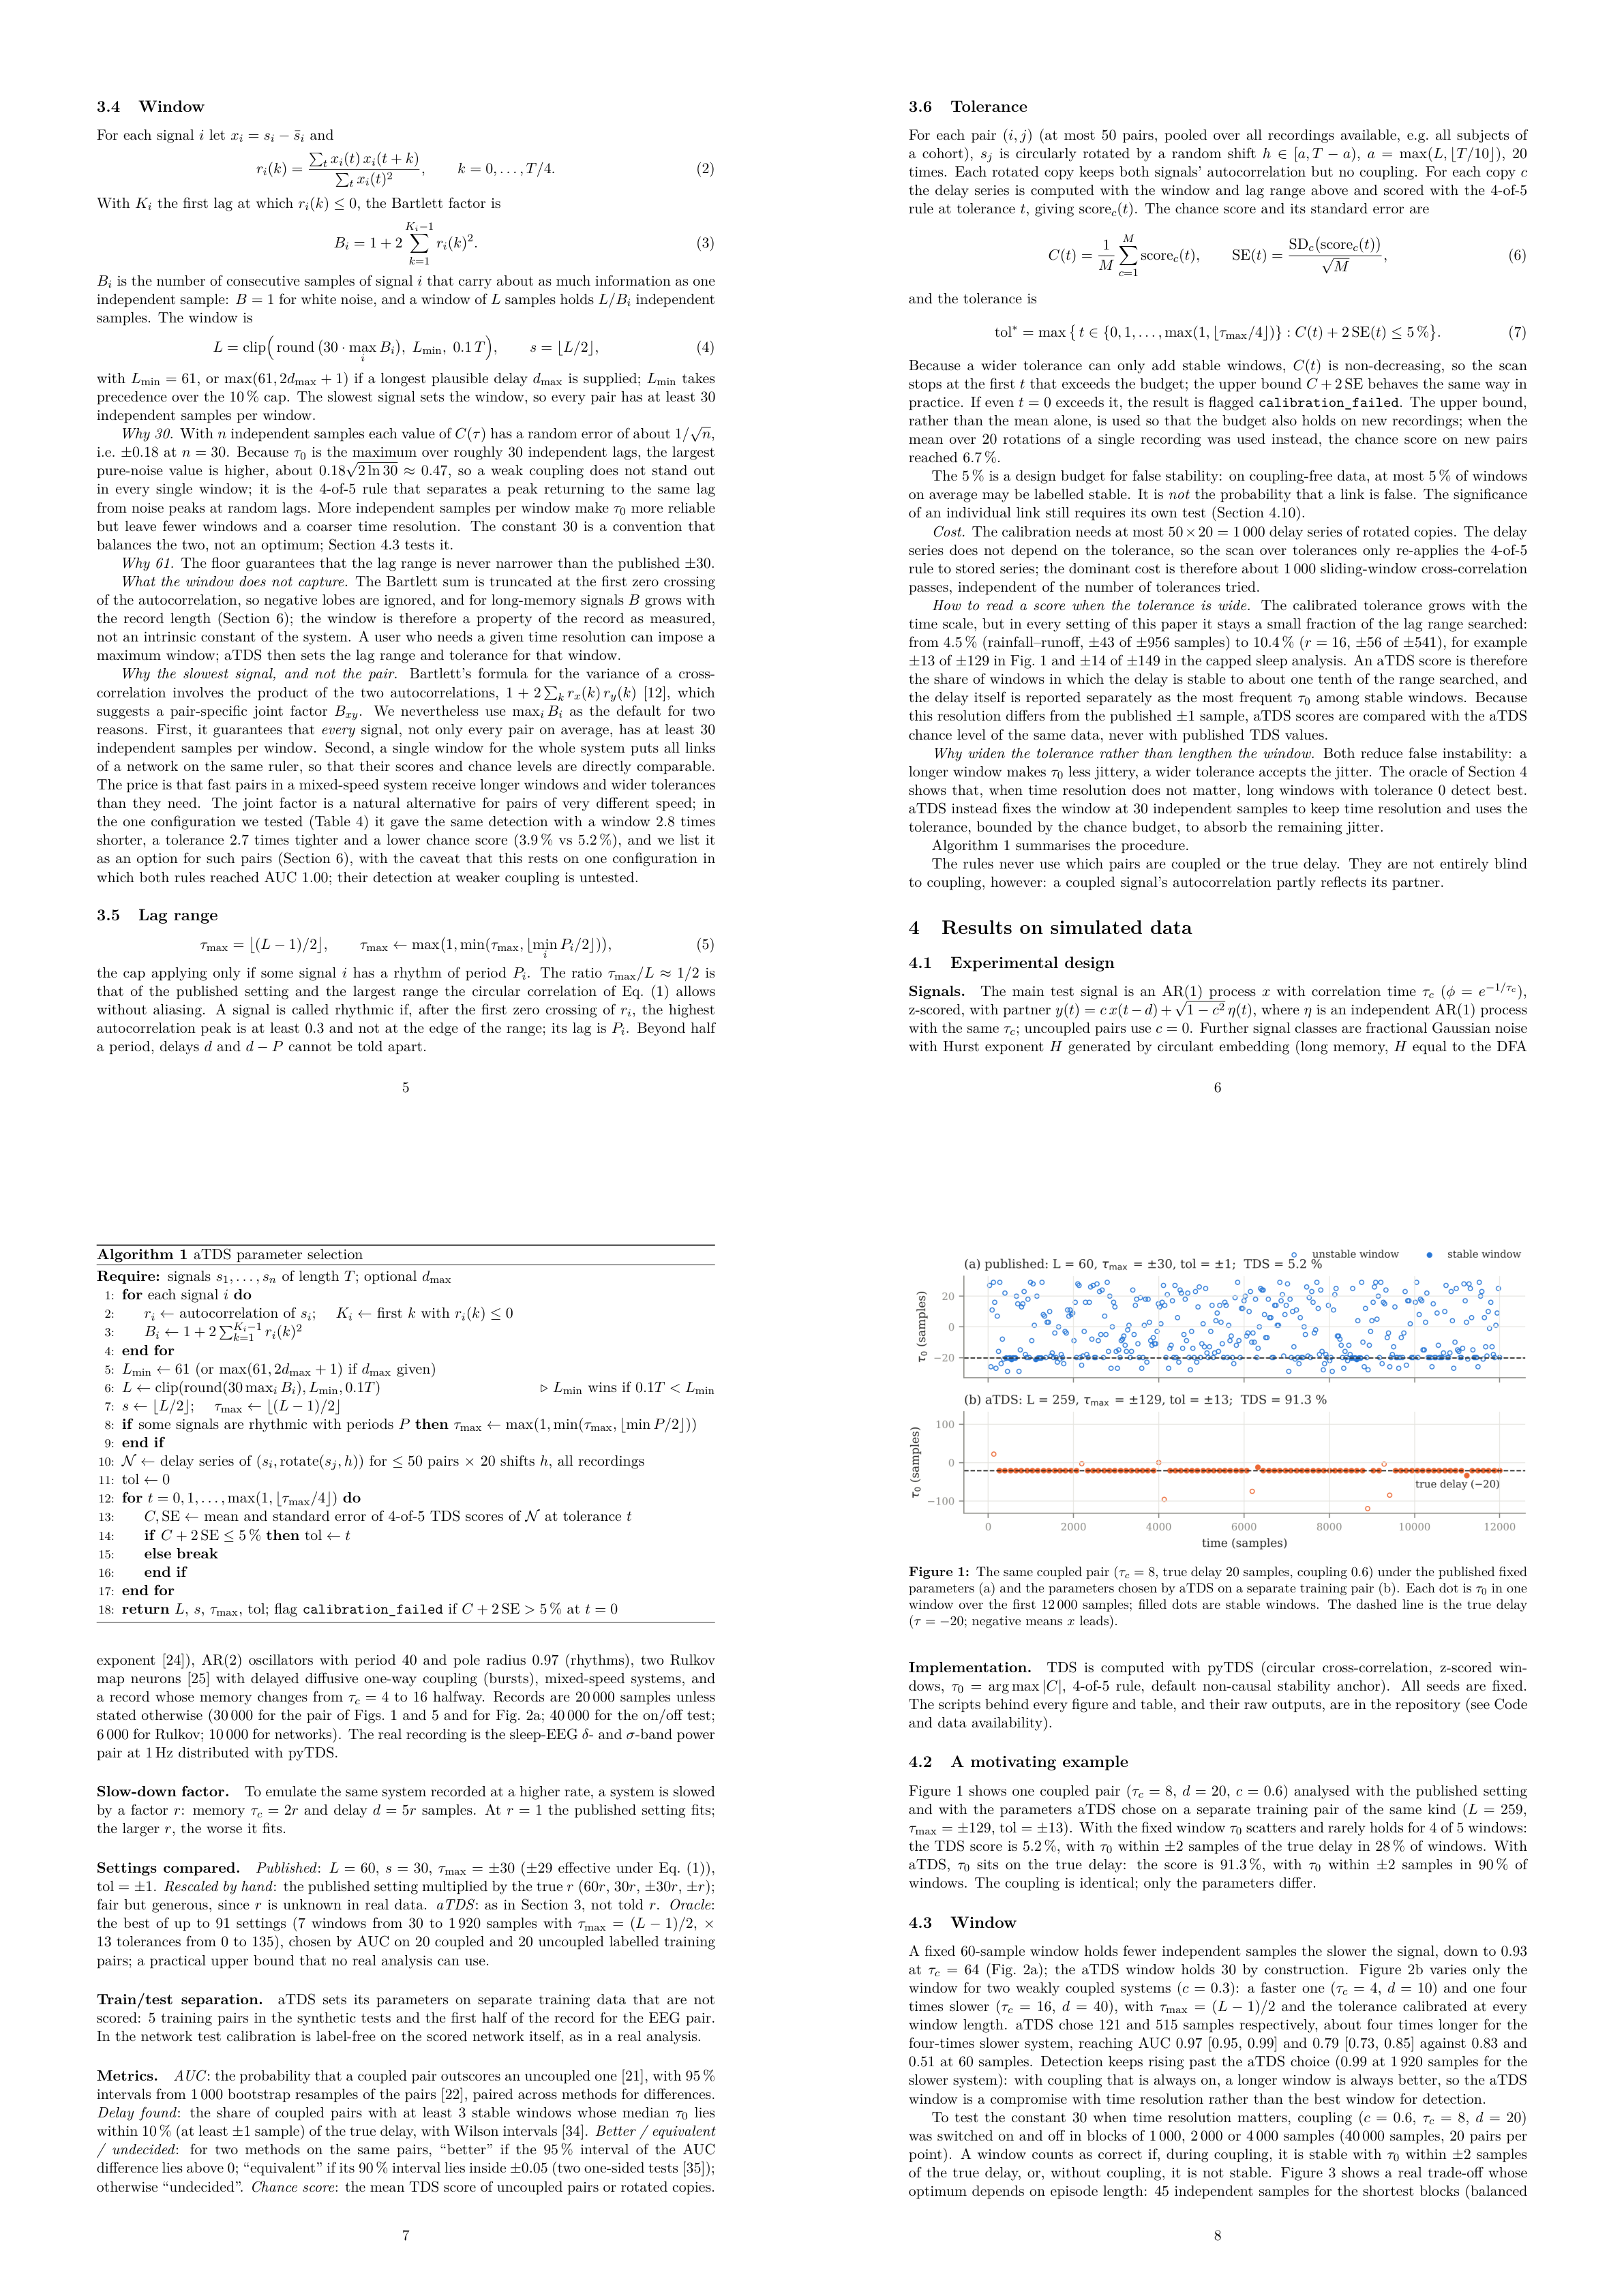 3.4 Window
For each signal i let x_i = s_i − s̄_i and
r_i(k) = ∑_t x_i(t) x_i(t + k) / ∑_t x_i(t)², k = 0, . . . , T/4. (2)
With K_i the first lag at which r_i(k) ≤ 0, the Bartlett factor is
B_i = 1 + 2 ∑_{k=1}^{K_i−1} r_i(k)². (3)
B_i is the number of consecutive samples of signal i that carry about as much information as one
independent sample: B = 1 for white noise, and a window of L samples holds L/B_i independent
samples. The window is
L = clip(round (30 · max_i B_i), L_min, 0.1 T), s = ⌊L/2⌋, (4)
with L_min = 61, or max(61, 2d_max + 1) if a longest plausible delay d_max is supplied; L_min takes
precedence over the 10 % cap. The slowest signal sets the window, so every pair has at least 30
independent samples per window.
Why 30. With n independent samples each value of C(τ) has a random error of about 1/√n,
i.e. ±0.18 at n = 30. Because τ_0 is the maximum over roughly 30 independent lags, the largest
pure-noise value is higher, about 0.18√(2 ln 30) ≈ 0.47, so a weak coupling does not stand out
in every single window; it is the 4-of-5 rule that separates a peak returning to the same lag
from noise peaks at random lags. More independent samples per window make τ_0 more reliable
but leave fewer windows and a coarser time resolution. The constant 30 is a convention that
balances the two, not an optimum; Section 4.3 tests it.
Why 61. The floor guarantees that the lag range is never narrower than the published ±30.
What the window does not capture. The Bartlett sum is truncated at the first zero crossing
of the autocorrelation, so negative lobes are ignored, and for long-memory signals B grows with
the record length (Section 6); the window is therefore a property of the record as measured,
not an intrinsic constant of the system. A user who needs a given time resolution can impose a
maximum window; aTDS then sets the lag range and tolerance for that window.
Why the slowest signal, and not the pair. Bartlett's formula for the variance of a cross-
correlation involves the product of the two autocorrelations, 1 + 2 ∑_k r_x(k) r_y(k) [12], which
suggests a pair-specific joint factor B_xy. We nevertheless use max_i B_i as the default for two
reasons. First, it guarantees that every signal, not only every pair on average, has at least 30
independent samples per window. Second, a single window for the whole system puts all links
of a network on the same ruler, so that their scores and chance levels are directly comparable.
The price is that fast pairs in a mixed-speed system receive longer windows and wider tolerances
than they need. The joint factor is a natural alternative for pairs of very different speed; in
the one configuration we tested (Table 4) it gave the same detection with a window 2.8 times
shorter, a tolerance 2.7 times tighter and a lower chance score (3.9 % vs 5.2 %), and we list it
as an option for such pairs (Section 6), with the caveat that this rests on one configuration in
which both rules reached AUC 1.00; their detection at weaker coupling is untested.
3.5 Lag range
τ_max = ⌊(L − 1)/2⌋, τ_max ← max(1, min(τ_max, ⌊min_i P_i/2⌋)), (5)
the cap applying only if some signal i has a rhythm of period P_i. The ratio τ_max/L ≈ 1/2 is
that of the published setting and the largest range the circular correlation of Eq. (1) allows
without aliasing. A signal is called rhythmic if, after the first zero crossing of r_i, the highest
autocorrelation peak is at least 0.3 and not at the edge of the range; its lag is P_i. Beyond half
a period, delays d and d − P cannot be told apart.
5
3.6 Tolerance
For each pair (i, j) (at most 50 pairs, pooled over all recordings available, e.g. all subjects of
a cohort), s_j is circularly rotated by a random shift h ∈ [a, T − a), a = max(L, ⌊T/10⌋), 20
times. Each rotated copy keeps both signals' autocorrelation but no coupling. For each copy c
the delay series is computed with the window and lag range above and scored with the 4-of-5
rule at tolerance t, giving score_c(t). The chance score and its standard error are
C(t) = 1/M ∑_{c=1}^{M} score_c(t), SE(t) = SD_c(score_c(t)) / √M, (6)
and the tolerance is
tol* = max { t ∈ {0, 1, . . . , max(1, ⌊τ_max/4⌋)} : C(t) + 2 SE(t) ≤ 5 %}. (7)
Because a wider tolerance can only add stable windows, C(t) is non-decreasing, so the scan
stops at the first t that exceeds the budget; the upper bound C + 2 SE behaves the same way in
practice. If even t = 0 exceeds it, the result is flagged calibration_failed. The upper bound,
rather than the mean alone, is used so that the budget also holds on new recordings; when the
mean over 20 rotations of a single recording was used instead, the chance score on new pairs
reached 6.7 %.
The 5 % is a design budget for false stability: on coupling-free data, at most 5 % of windows
on average may be labelled stable. It is not the probability that a link is false. The significance
of an individual link still requires its own test (Section 4.10).
Cost. The calibration needs at most 50 × 20 = 1 000 delay series of rotated copies. The delay
series does not depend on the tolerance, so the scan over tolerances only re-applies the 4-of-5
rule to stored series; the dominant cost is therefore about 1 000 sliding-window cross-correlation
passes, independent of the number of tolerances tried.
How to read a score when the tolerance is wide. The calibrated tolerance grows with the
time scale, but in every setting of this paper it stays a small fraction of the lag range searched:
from 4.5 % (rainfall–runoff, ±43 of ±956 samples) to 10.4 % (r = 16, ±56 of ±541), for example
±13 of ±129 in Fig. 1 and ±14 of ±149 in the capped sleep analysis. An aTDS score is therefore
the share of windows in which the delay is stable to about one tenth of the range searched, and
the delay itself is reported separately as the most frequent τ_0 among stable windows. Because
this resolution differs from the published ±1 sample, aTDS scores are compared with the aTDS
chance level of the same data, never with published TDS values.
Why widen the tolerance rather than lengthen the window. Both reduce false instability: a
longer window makes τ_0 less jittery, a wider tolerance accepts the jitter. The oracle of Section 4
shows that, when time resolution does not matter, long windows with tolerance 0 detect best.
aTDS instead fixes the window at 30 independent samples to keep time resolution and uses the
tolerance, bounded by the chance budget, to absorb the remaining jitter.
Algorithm 1 summarises the procedure.
The rules never use which pairs are coupled or the true delay. They are not entirely blind
to coupling, however: a coupled signal's autocorrelation partly reflects its partner.
4 Results on simulated data
4.1 Experimental design
Signals. The main test signal is an AR(1) process x with correlation time τ_c (ϕ = e^{−1/τ_c}),
z-scored, with partner y(t) = c x(t − d) + √(1 − c²) η(t), where η is an independent AR(1) process
with the same τ_c; uncoupled pairs use c = 0. Further signal classes are fractional Gaussian noise
with Hurst exponent H generated by circulant embedding (long memory, H equal to the DFA
6
Algorithm 1 aTDS parameter selection
Require: signals s_1, . . . , s_n of length T; optional d_max
1: for each signal i do
2: r_i ← autocorrelation of s_i; K_i ← first k with r_i(k) ≤ 0
3: B_i ← 1 + 2 ∑_{k=1}^{K_i−1} r_i(k)²
4: end for
5: L_min ← 61 (or max(61, 2d_max + 1) if d_max given)
6: L ← clip(round(30 max_i B_i), L_min, 0.1T) ▷ L_min wins if 0.1T < L_min
7: s ← ⌊L/2⌋; τ_max ← ⌊(L − 1)/2⌋
8: if some signals are rhythmic with periods P then τ_max ← max(1, min(τ_max, ⌊min P/2⌋))
9: end if
10: 𝒩 ← delay series of (s_i, rotate(s_j, h)) for ≤ 50 pairs × 20 shifts h, all recordings
11: tol ← 0
12: for t = 0, 1, . . . , max(1, ⌊τ_max/4⌋) do
13: C, SE ← mean and standard error of 4-of-5 TDS scores of 𝒩 at tolerance t
14: if C + 2 SE ≤ 5 % then tol ← t
15: else break
16: end if
17: end for
18: return L, s, τ_max, tol; flag calibration_failed if C + 2 SE > 5 % at t = 0
exponent [24]), AR(2) oscillators with period 40 and pole radius 0.97 (rhythms), two Rulkov
map neurons [25] with delayed diffusive one-way coupling (bursts), mixed-speed systems, and
a record whose memory changes from τ_c = 4 to 16 halfway. Records are 20 000 samples unless
stated otherwise (30 000 for the pair of Figs. 1 and 5 and for Fig. 2a; 40 000 for the on/off test;
6 000 for Rulkov; 10 000 for networks). The real recording is the sleep-EEG δ- and σ-band power
pair at 1 Hz distributed with pyTDS.
Slow-down factor. To emulate the same system recorded at a higher rate, a system is slowed
by a factor r: memory τ_c = 2r and delay d = 5r samples. At r = 1 the published setting fits;
the larger r, the worse it fits.
Settings compared. Published: L = 60, s = 30, τ_max = ±30 (±29 effective under Eq. (1)),
tol = ±1. Rescaled by hand: the published setting multiplied by the true r (60r, 30r, ±30r, ±r);
fair but generous, since r is unknown in real data. aTDS: as in Section 3, not told r. Oracle:
the best of up to 91 settings (7 windows from 30 to 1 920 samples with τ_max = (L − 1)/2, ×
13 tolerances from 0 to 135), chosen by AUC on 20 coupled and 20 uncoupled labelled training
pairs; a practical upper bound that no real analysis can use.
Train/test separation. aTDS sets its parameters on separate training data that are not
scored: 5 training pairs in the synthetic tests and the first half of the record for the EEG pair.
In the network test calibration is label-free on the scored network itself, as in a real analysis.
Metrics. AUC: the probability that a coupled pair outscores an uncoupled one [21], with 95 %
intervals from 1 000 bootstrap resamples of the pairs [22], paired across methods for differences.
Delay found: the share of coupled pairs with at least 3 stable windows whose median τ_0 lies
within 10 % (at least ±1 sample) of the true delay, with Wilson intervals [34]. Better / equivalent
/ undecided: for two methods on the same pairs, “better” if the 95 % interval of the AUC
difference lies above 0; “equivalent” if its 90 % interval lies inside ±0.05 (two one-sided tests [35]);
otherwise “undecided”. Chance score: the mean TDS score of uncoupled pairs or rotated copies.
7
unstable window stable window
(a) published: L = 60, τ_max = ±30, tol = ±1; TDS = 5.2 %
20
0
−20
τ_0 (samples)
(b) aTDS: L = 259, τ_max = ±129, tol = ±13; TDS = 91.3 %
100
0
−100
τ_0 (samples)
true delay (−20)
0 2000 4000 6000 8000 10000 12000
time (samples)
Figure 1: The same coupled pair (τ_c = 8, true delay 20 samples, coupling 0.6) under the published fixed
parameters (a) and the parameters chosen by aTDS on a separate training pair (b). Each dot is τ_0 in one
window over the first 12 000 samples; filled dots are stable windows. The dashed line is the true delay
(τ = −20; negative means x leads).
Implementation. TDS is computed with pyTDS (circular cross-correlation, z-scored win-
dows, τ_0 = arg max |C|, 4-of-5 rule, default non-causal stability anchor). All seeds are fixed.
The scripts behind every figure and table, and their raw outputs, are in the repository (see Code
and data availability).
4.2 A motivating example
Figure 1 shows one coupled pair (τ_c = 8, d = 20, c = 0.6) analysed with the published setting
and with the parameters aTDS chose on a separate training pair of the same kind (L = 259,
τ_max = ±129, tol = ±13). With the fixed window τ_0 scatters and rarely holds for 4 of 5 windows:
the TDS score is 5.2 %, with τ_0 within ±2 samples of the true delay in 28 % of windows. With
aTDS, τ_0 sits on the true delay: the score is 91.3 %, with τ_0 within ±2 samples in 90 % of
windows. The coupling is identical; only the parameters differ.
4.3 Window
A fixed 60-sample window holds fewer independent samples the slower the signal, down to 0.93
at τ_c = 64 (Fig. 2a); the aTDS window holds 30 by construction. Figure 2b varies only the
window for two weakly coupled systems (c = 0.3): a faster one (τ_c = 4, d = 10) and one four
times slower (τ_c = 16, d = 40), with τ_max = (L − 1)/2 and the tolerance calibrated at every
window length. aTDS chose 121 and 515 samples respectively, about four times longer for the
four-times slower system, reaching AUC 0.97 [0.95, 0.99] and 0.79 [0.73, 0.85] against 0.83 and
0.51 at 60 samples. Detection keeps rising past the aTDS choice (0.99 at 1 920 samples for the
slower system): with coupling that is always on, a longer window is always better, so the aTDS
window is a compromise with time resolution rather than the best window for detection.
To test the constant 30 when time resolution matters, coupling (c = 0.6, τ_c = 8, d = 20)
was switched on and off in blocks of 1 000, 2 000 or 4 000 samples (40 000 samples, 20 pairs per
point). A window counts as correct if, during coupling, it is stable with τ_0 within ±2 samples
of the true delay, or, without coupling, it is not stable. Figure 3 shows a real trade-off whose
optimum depends on episode length: 45 independent samples for the shortest blocks (balanced
8